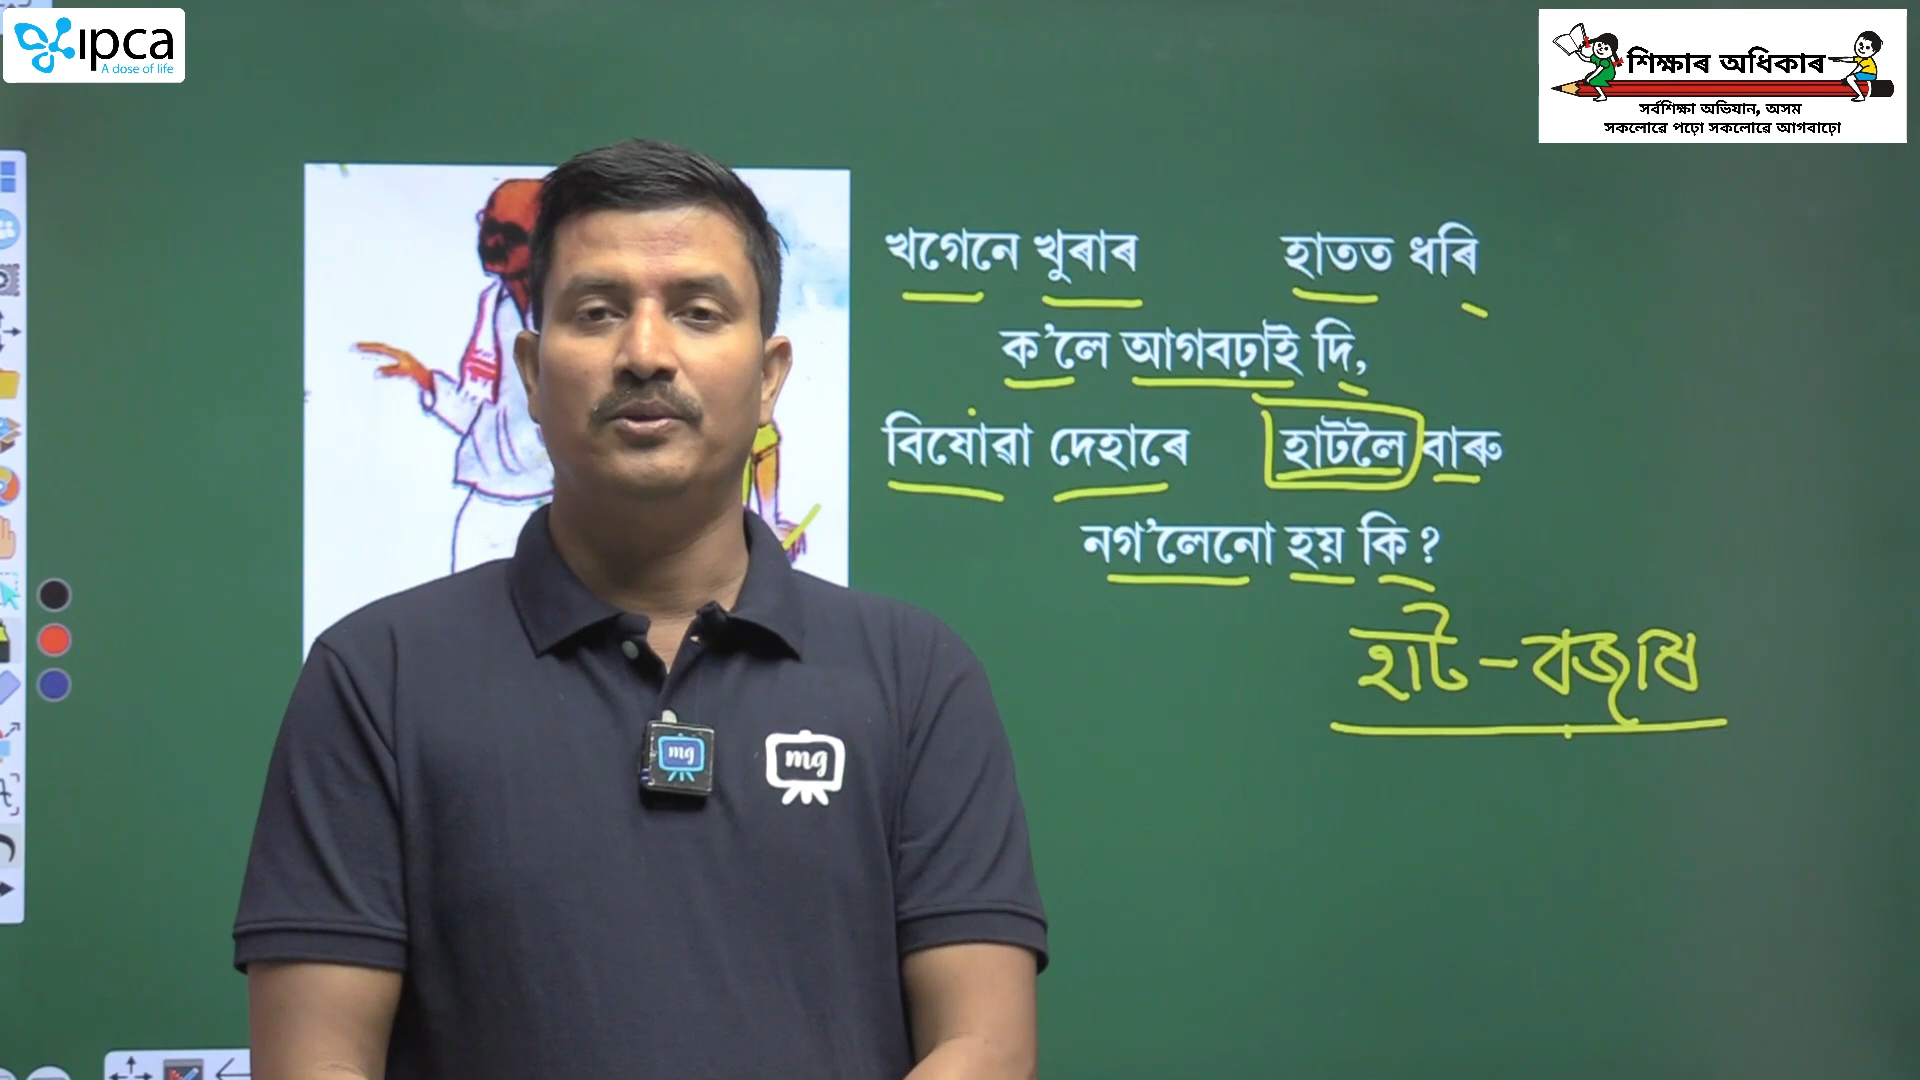 ipca
A dose of life
শিক্ষাৰ অধিকাৰ
সৰ্বশিক্ষা অভিযান, অসম
সকলোৱে পঢ়ো সকলোৱে আগবাঢ়ো
খগেনে খুৰাৰ হাতত ধৰি
ক'লে আগবঢ়াই দি,
বিষোঁৱা দেহাৰে হাটলৈ বাৰু
নগ'লেনো হয় কি ?
হাট - বজাৰ
mg
mg